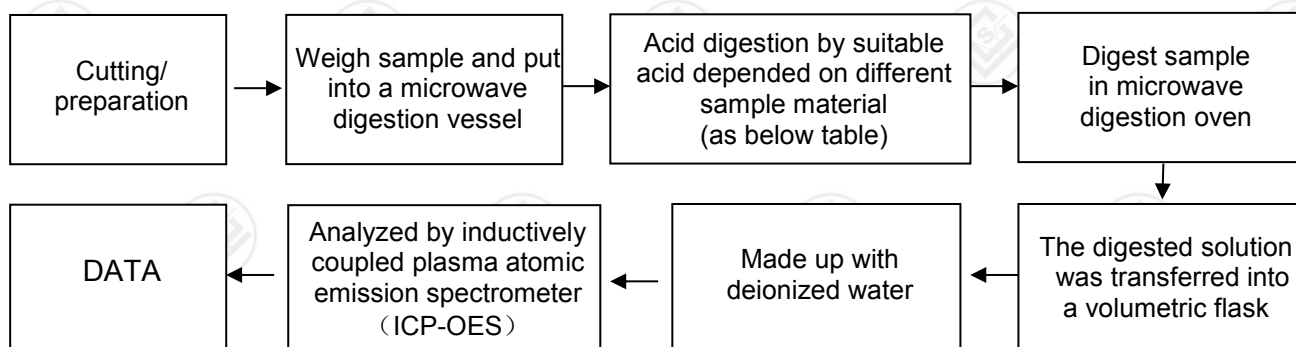 Cutting/
preparation
Weigh sample and put
into a microwave
digestion vessel
Acid digestion by suitable
acid depended on different
sample material
(as below table)
Digest sample
in microwave
digestion oven
The digested solution
was transferred into
a volumetric flask
Made up with
deionized water
Analyzed by inductively
coupled plasma atomic
emission spectrometer
（ICP-OES）
DATA